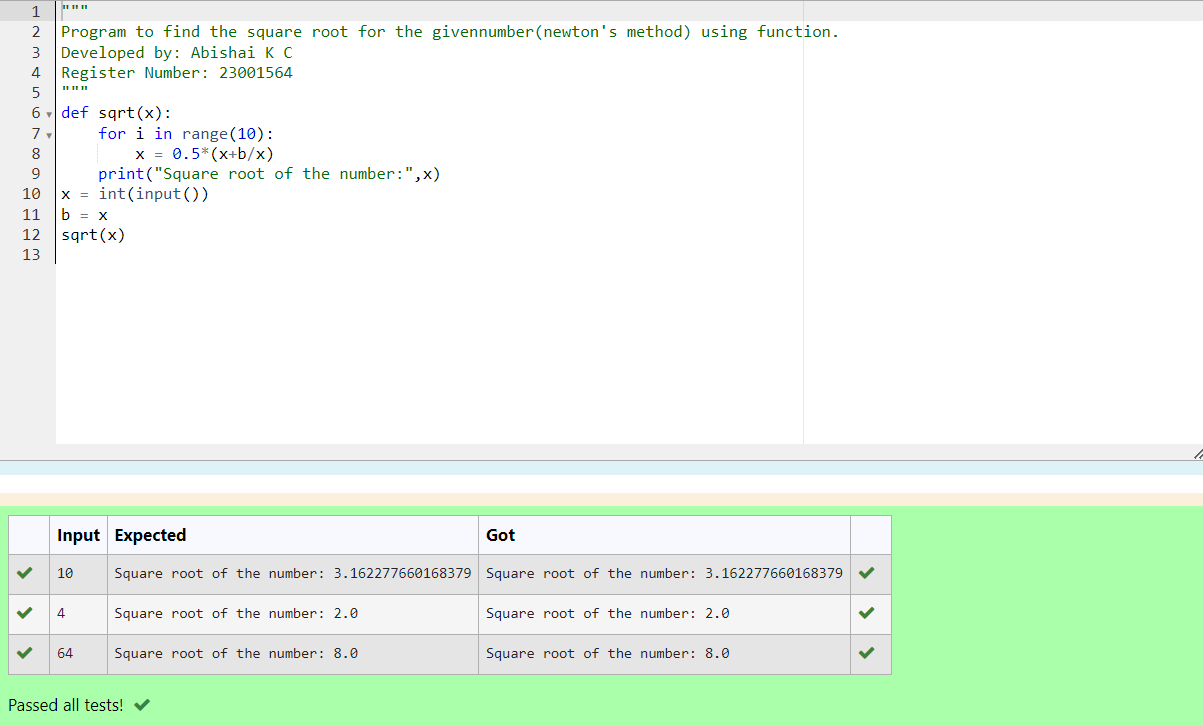 1 """
2 Program to find the square root for the givennumber(newton's method) using function.
3 Developed by: Abishai K C
4 Register Number: 23001564
5 """
6 def sqrt(x):
7     for i in range(10):
8         x = 0.5*(x+b/x)
9     print("Square root of the number:",x)
10 x = int(input())
11 b = x
12 sqrt(x)
13
Input Expected Got
10 Square root of the number: 3.162277660168379 Square root of the number: 3.162277660168379
4 Square root of the number: 2.0 Square root of the number: 2.0
64 Square root of the number: 8.0 Square root of the number: 8.0
Passed all tests!